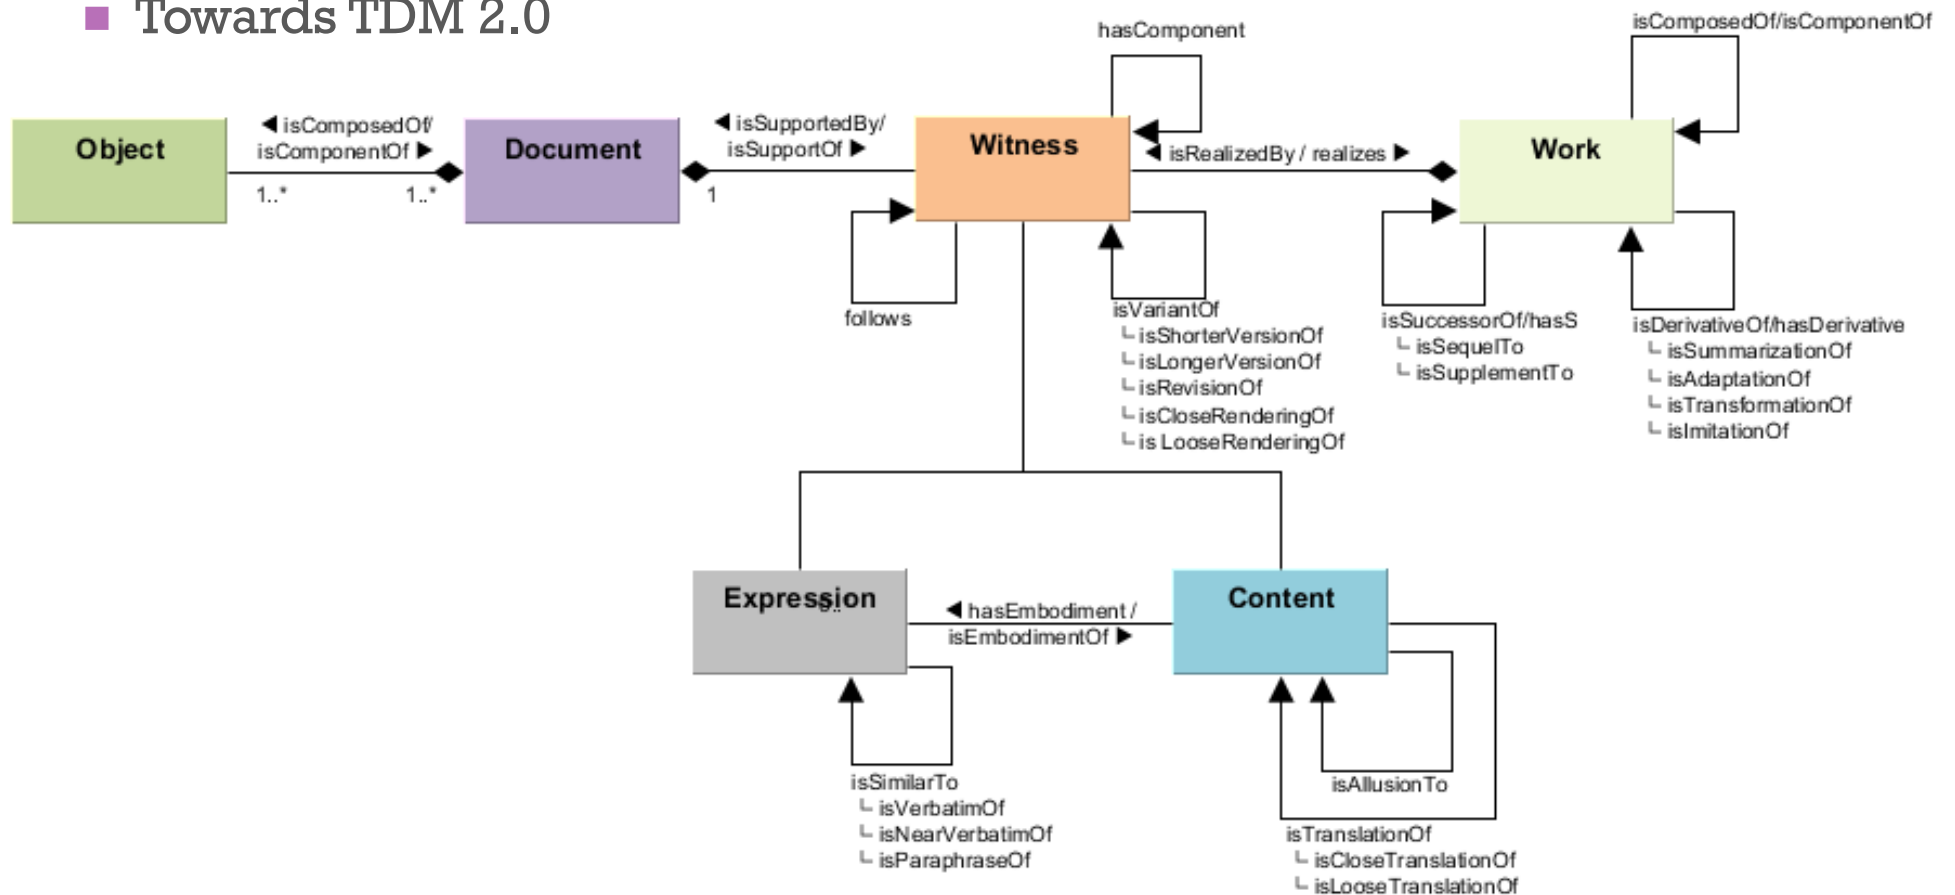 Towards TDM 2.0
hasComponent
isComposedOf/isComponentOf
Object
◀ isComposedOf/
isComponentOf ▶
1..*
1..*
Document
◀ isSupportedBy/
isSupportOf ▶
1
Witness
◀ isRealizedBy / realizes ▶
Work
follows
isVariantOf
└ isShorterVersionOf
└ isLongerVersionOf
└ isRevisionOf
└ isCloseRenderingOf
└ is LooseRenderingOf
isSuccessorOf/hasS
└ isSequelTo
└ isSupplementTo
isDerivativeOf/hasDerivative
└ isSummarizationOf
└ isAdaptationOf
└ isTransformationOf
└ isImitationOf
Expression
◀ hasEmbodiment /
isEmbodimentOf ▶
Content
isSimilarTo
└ isVerbatimOf
└ isNearVerbatimOf
└ isParaphraseOf
isAllusionTo
isTranslationOf
└ isCloseTranslationOf
└ isLooseTranslationOf